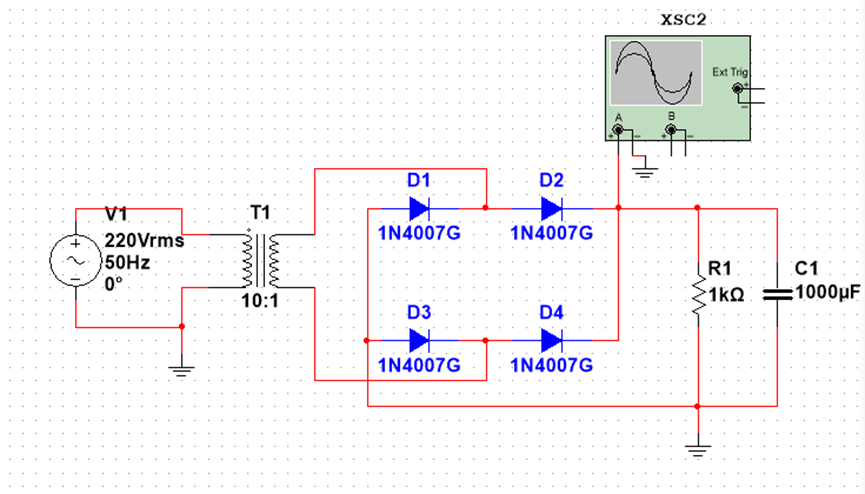 XSC2
Ext Trig
+
−
A
B
+ − + −
D1
D2
1N4007G
1N4007G
V1
220Vrms
50Hz
0°
+
−
T1
10:1
D3
D4
1N4007G
1N4007G
R1
1kΩ
C1
1000µF